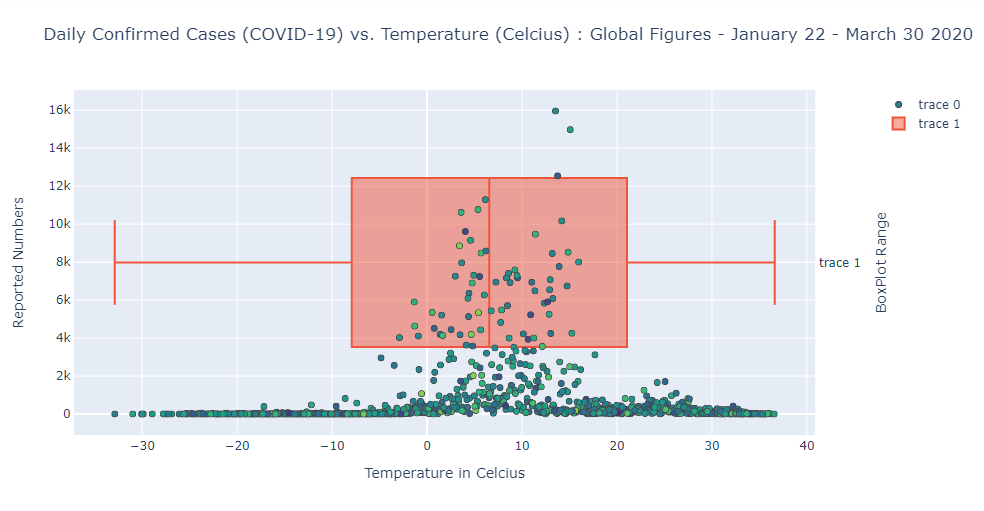 Daily Confirmed Cases (COVID-19) vs. Temperature (Celcius) : Global Figures - January 22 - March 30 2020
trace 0
trace 1
16k
14k
12k
10k
8k
6k
4k
2k
0
Reported Numbers
trace 1
BoxPlot Range
−30
−20
−10
0
10
20
30
40
Temperature in Celcius